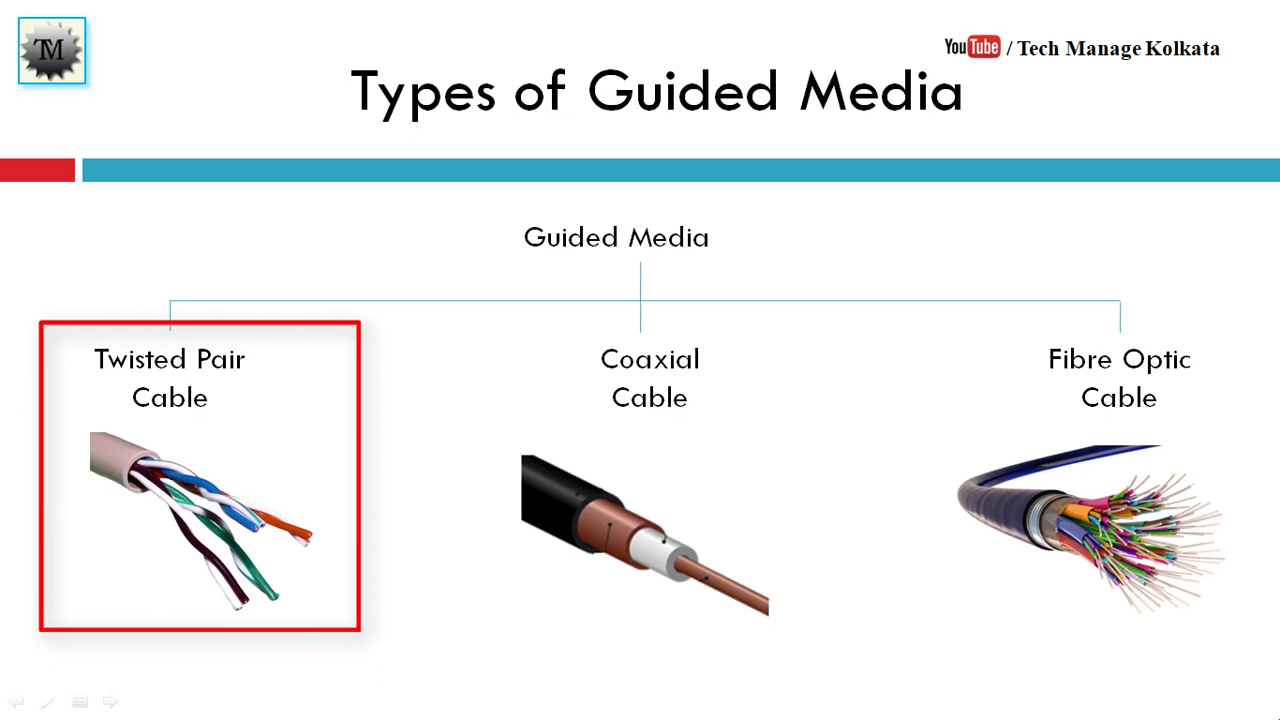 TM
YouTube / Tech Manage Kolkata
Types of Guided Media
Guided Media
Twisted Pair
Cable
Coaxial
Cable
Fibre Optic
Cable